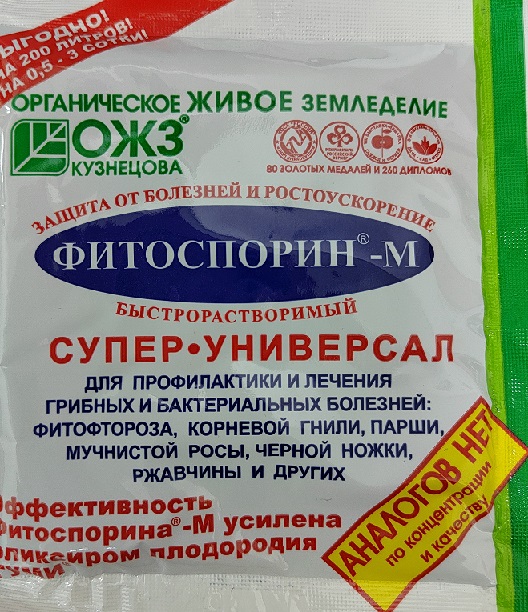 ВЫГОДНО!
НА 200 ЛИТРОВ!
НА 0,5 - 3 СОТКИ!
ОРГАНИЧЕСКОЕ ЖИВОЕ ЗЕМЛЕДЕЛИЕ
ОЖЗ®
КУЗНЕЦОВА
80 ЗОЛОТЫХ МЕДАЛЕЙ И 260 ДИПЛОМОВ
ЗАЩИТА ОТ БОЛЕЗНЕЙ И РОСТОУСКОРЕНИЕ
ФИТОСПОРИН®-М
БЫСТРОРАСТВОРИМЫЙ
СУПЕР•УНИВЕРСАЛ
ДЛЯ ПРОФИЛАКТИКИ И ЛЕЧЕНИЯ
ГРИБНЫХ И БАКТЕРИАЛЬНЫХ БОЛЕЗНЕЙ:
ФИТОФТОРОЗА, КОРНЕВОЙ ГНИЛИ, ПАРШИ,
МУЧНИСТОЙ РОСЫ, ЧЕРНОЙ НОЖКИ,
РЖАВЧИНЫ И ДРУГИХ
Эффективность
Фитоспорина®-М усилена
эликсиром плодородия
ГУМИ
АНАЛОГОВ НЕТ
по концентрации
и качеству